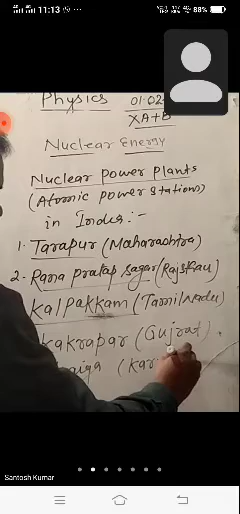 11:13
88%
Physics 01.02
XA+B
Nuclear Energy
Nuclear Power Plants
(Atomic power stations)
in India:-
1. Tarapur (Maharashtra)
2. Rana pratap sagar (Rajsthan)
Kalpakkam (Tamilnadu)
kakrapar (Gujrat).
Santosh Kumar